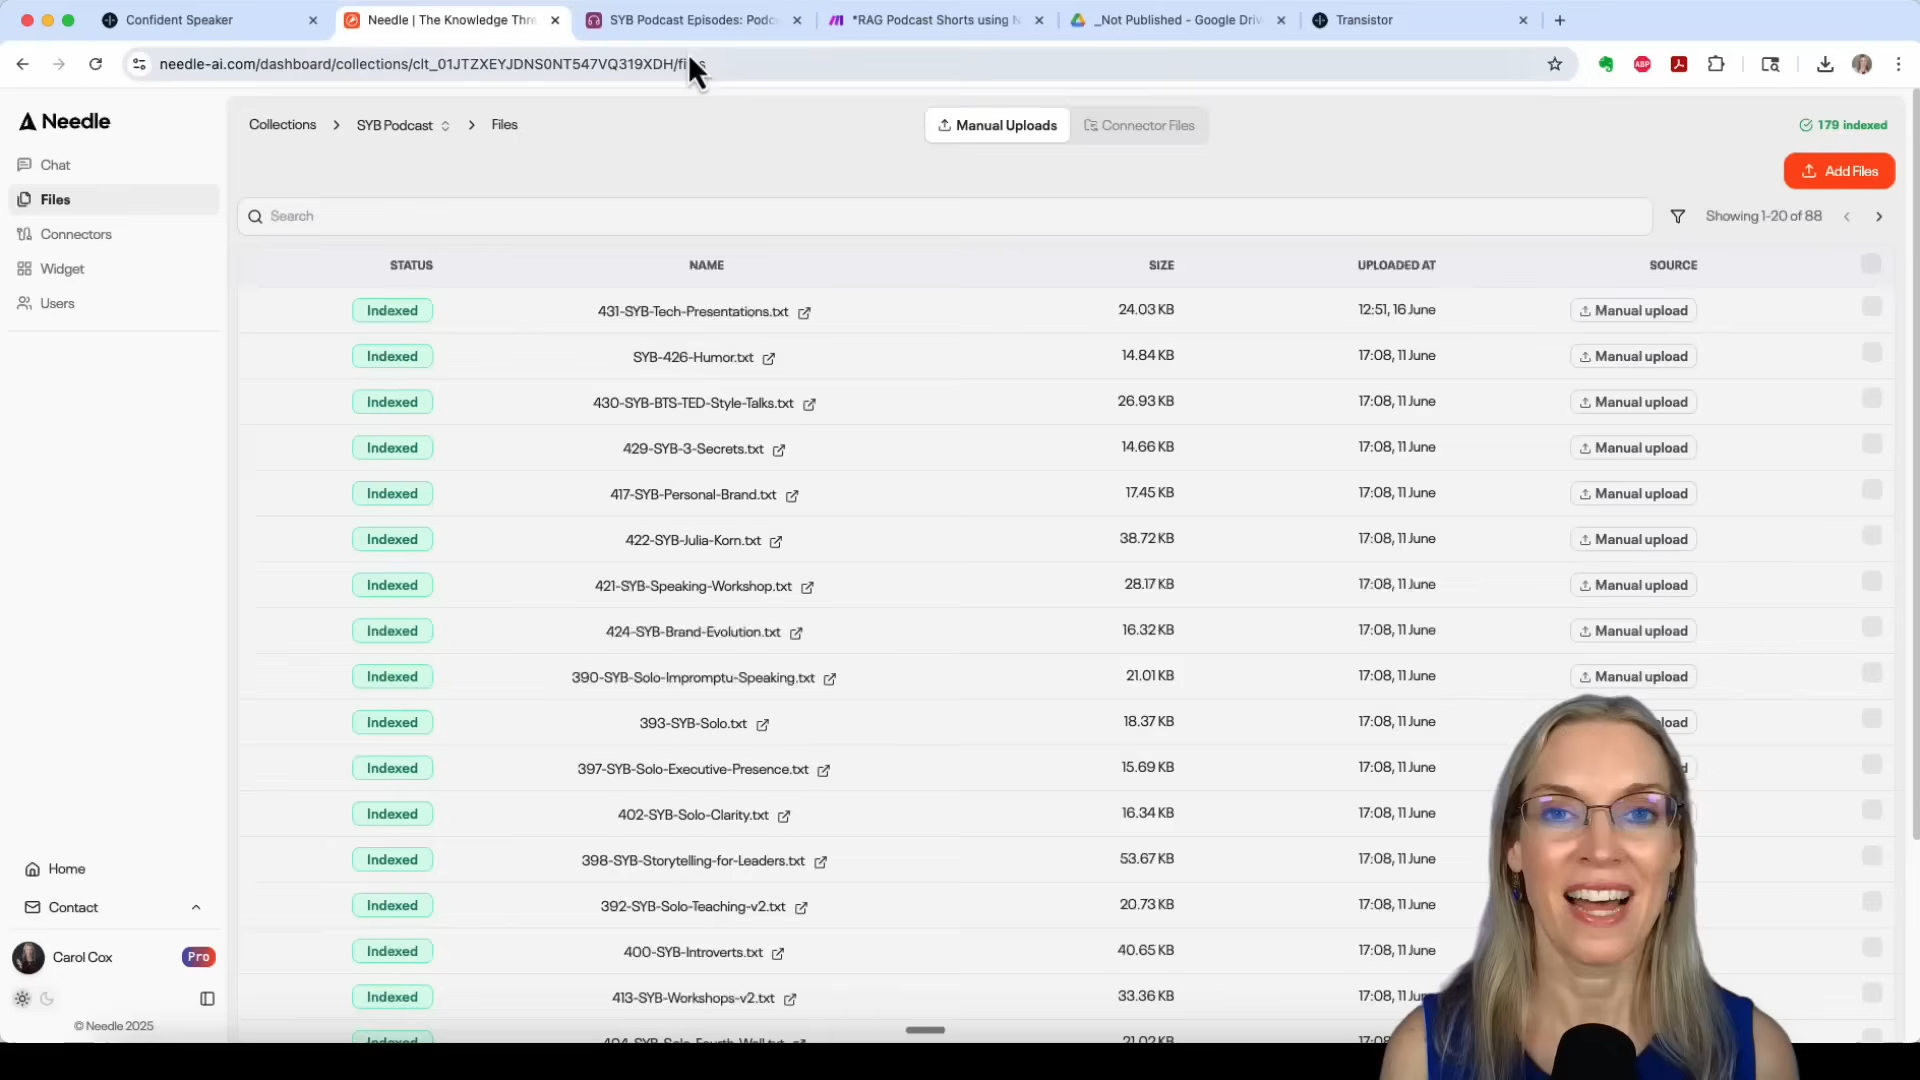 Confident Speaker
Needle | The Knowledge Thre
SYB Podcast Episodes: Podc
*RAG Podcast Shorts using N
_Not Published - Google Driv
Transistor
needle-ai.com/dashboard/collections/clt_01JTZXEYJDNS0NT547VQ319XDH/files
ABP
Needle
Collections > SYB Podcast > Files
Manual Uploads
Connector Files
179 indexed
Chat
Files
Connectors
Widget
Users
Add Files
Search
Showing 1-20 of 88
STATUS NAME SIZE UPLOADED AT SOURCE
Indexed 431-SYB-Tech-Presentations.txt 24.03 KB 12:51, 16 June Manual upload
Indexed SYB-426-Humor.txt 14.84 KB 17:08, 11 June Manual upload
Indexed 430-SYB-BTS-TED-Style-Talks.txt 26.93 KB 17:08, 11 June Manual upload
Indexed 429-SYB-3-Secrets.txt 14.66 KB 17:08, 11 June Manual upload
Indexed 417-SYB-Personal-Brand.txt 17.45 KB 17:08, 11 June Manual upload
Indexed 422-SYB-Julia-Korn.txt 38.72 KB 17:08, 11 June Manual upload
Indexed 421-SYB-Speaking-Workshop.txt 28.17 KB 17:08, 11 June Manual upload
Indexed 424-SYB-Brand-Evolution.txt 16.32 KB 17:08, 11 June Manual upload
Indexed 390-SYB-Solo-Impromptu-Speaking.txt 21.01 KB 17:08, 11 June Manual upload
Indexed 393-SYB-Solo.txt 18.37 KB 17:08, 11 June load
Indexed 397-SYB-Solo-Executive-Presence.txt 15.69 KB 17:08, 11 June d
Indexed 402-SYB-Solo-Clarity.txt 16.34 KB 17:08, 11 June
Indexed 398-SYB-Storytelling-for-Leaders.txt 53.67 KB 17:08, 11 June
Indexed 392-SYB-Solo-Teaching-v2.txt 20.73 KB 17:08, 11 June
Indexed 400-SYB-Introverts.txt 40.65 KB 17:08, 11 June
Indexed 413-SYB-Workshops-v2.txt 33.36 KB 17:08, 11 Jun
Indexed 404-SYB-Solo-Fourth-Wall.txt 21.02 KB 17:08
Home
Contact
Carol Cox Pro
© Needle 2025